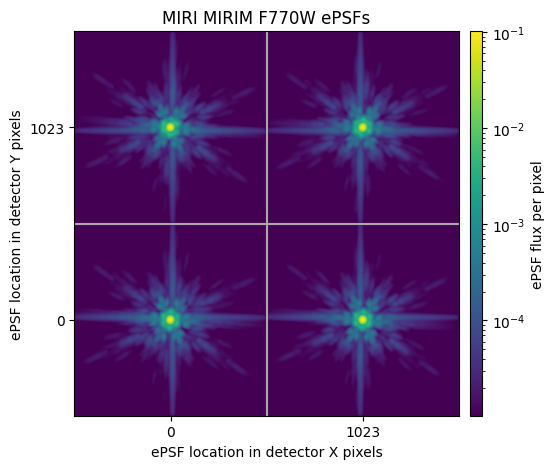 MIRI MIRIM F770W ePSFs
ePSF location in detector Y pixels
1023
0
0
1023
ePSF location in detector X pixels
10⁻¹
10⁻²
10⁻³
10⁻⁴
ePSF flux per pixel